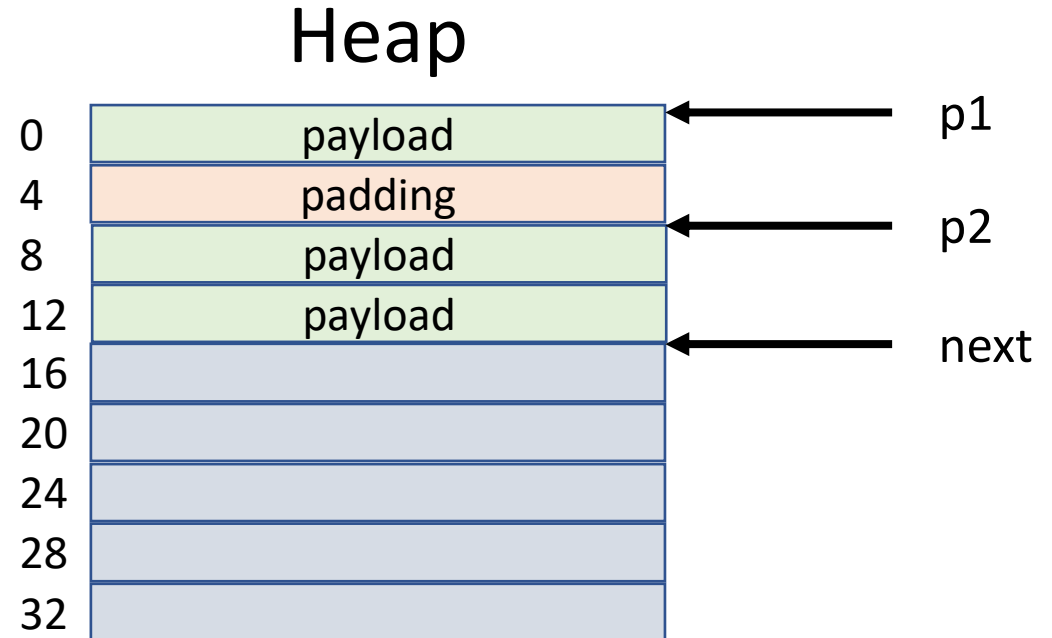 Heap
0 payload p1
4 padding
8 payload p2
12 payload
16 next
20
24
28
32